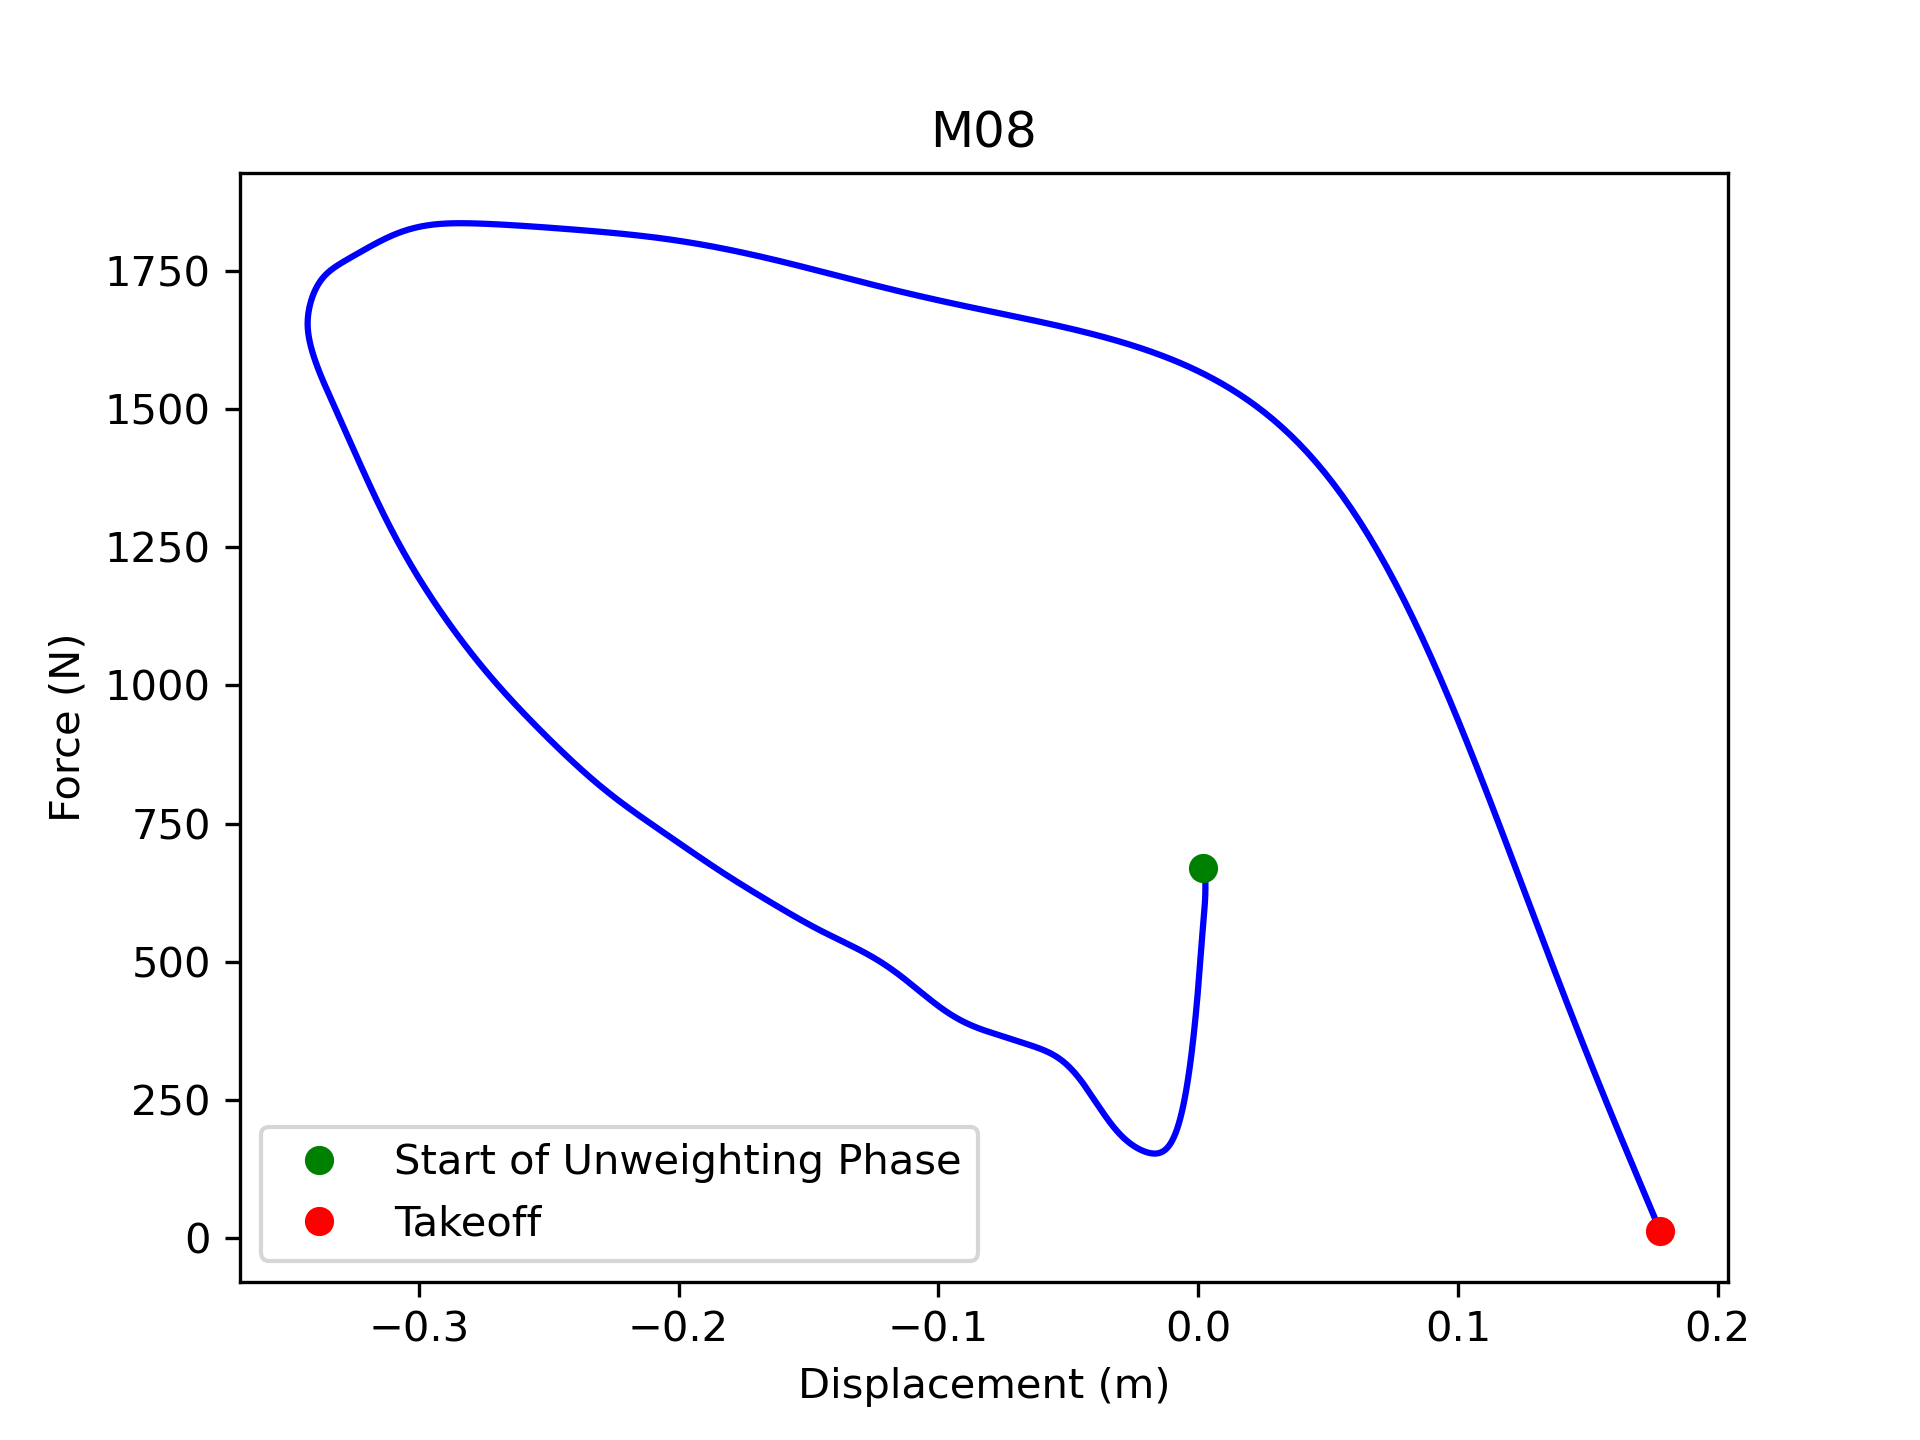 M08
1750
1500
1250
1000
750
500
250
0
Force (N)
Start of Unweighting Phase
Takeoff
−0.3 −0.2 −0.1 0.0 0.1 0.2
Displacement (m)